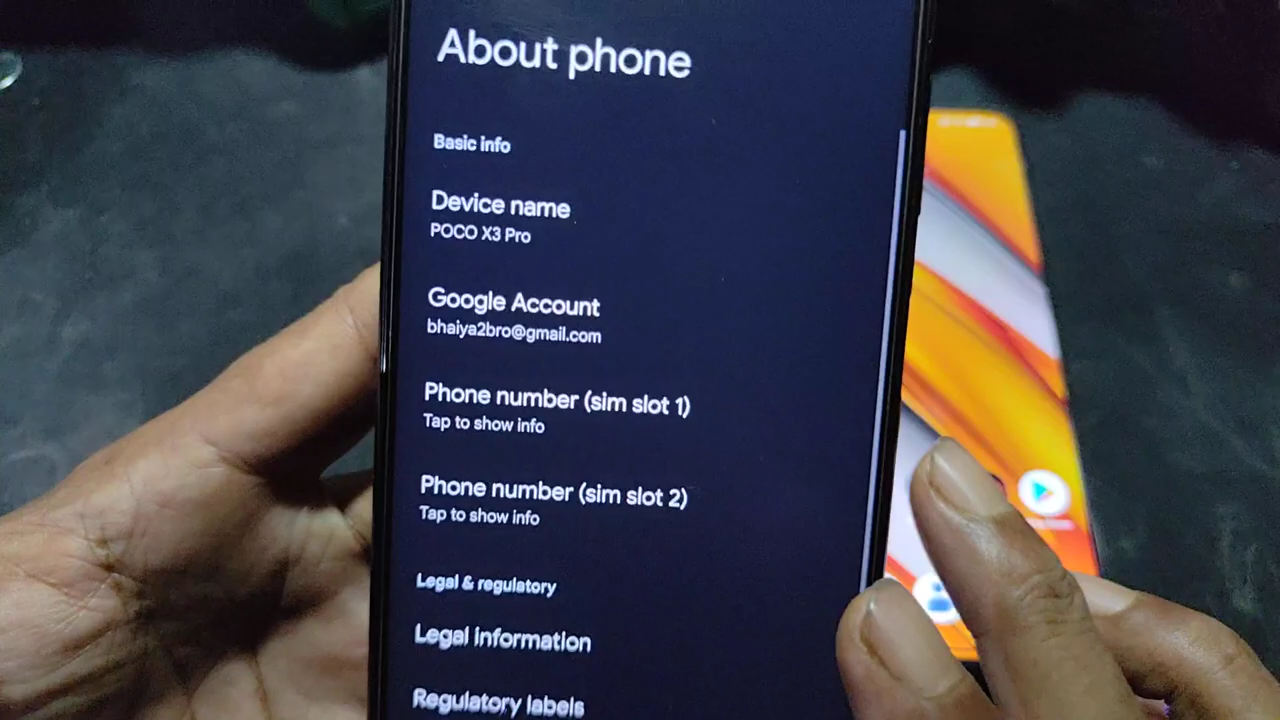 About phone
Basic info
Device name
POCO X3 Pro
Google Account
bhaiya2bro@gmail.com
Phone number (sim slot 1)
Tap to show info
Phone number (sim slot 2)
Tap to show info
Legal & regulatory
Legal information
Regulatory labels